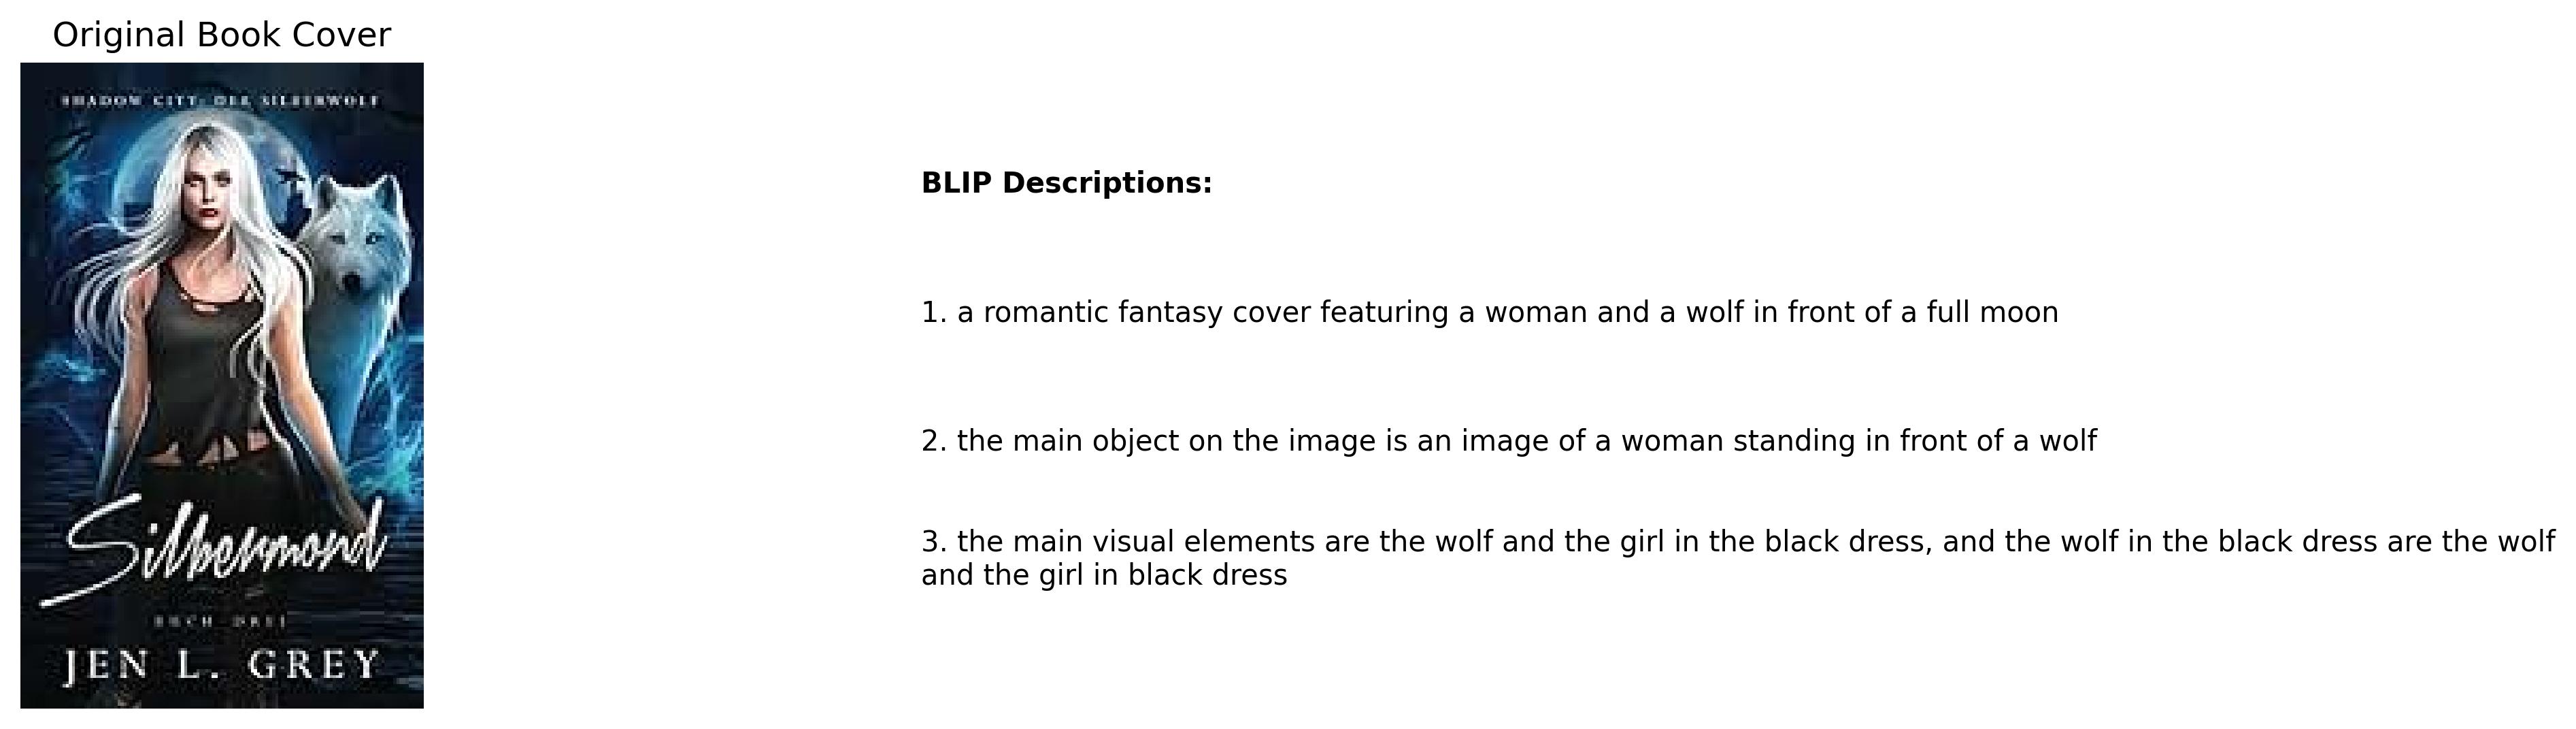 Original Book Cover
SHADOW CITY: DER SILBERWOLF
Silbermond
BUCH DREI
JEN L. GREY
BLIP Descriptions:
1. a romantic fantasy cover featuring a woman and a wolf in front of a full moon
2. the main object on the image is an image of a woman standing in front of a wolf
3. the main visual elements are the wolf and the girl in the black dress, and the wolf in the black dress are the wolf
and the girl in black dress